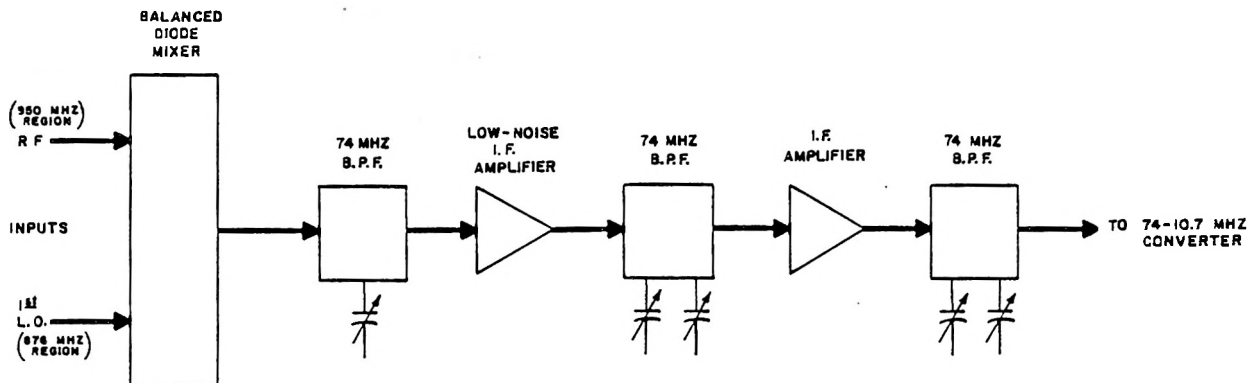 BALANCED
DIODE
MIXER
(950 MHZ
REGION)
RF
INPUTS
1st
L.O.
(876 MHZ
REGION)
74 MHZ
B.P.F.
LOW-NOISE
I.F.
AMPLIFIER
74 MHZ
B.P.F.
I.F.
AMPLIFIER
74 MHZ
B.P.F.
TO 74-10.7 MHZ
CONVERTER